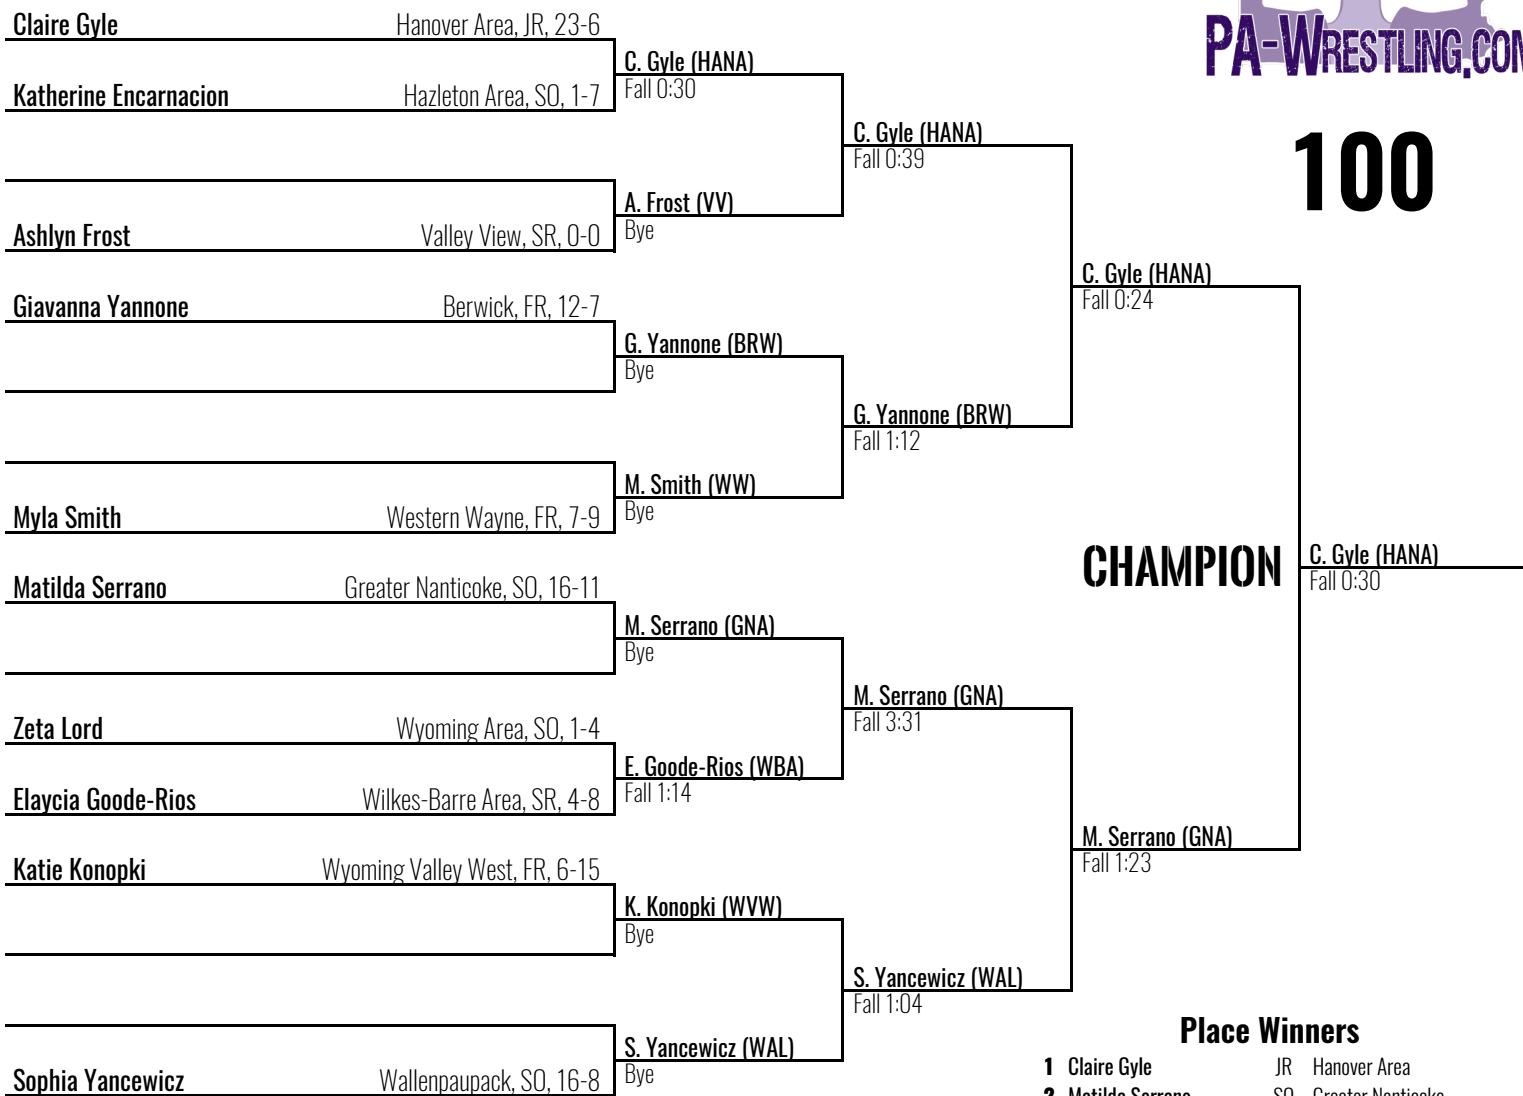 Claire Gyle Hanover Area, JR, 23-6
C. Gyle (HANA)
Fall 0:30
Katherine Encarnacion Hazleton Area, SO, 1-7
C. Gyle (HANA)
Fall 0:39
A. Frost (VV)
Bye
Ashlyn Frost Valley View, SR, 0-0
C. Gyle (HANA)
Fall 0:24
Giavanna Yannone Berwick, FR, 12-7
G. Yannone (BRW)
Bye
G. Yannone (BRW)
Fall 1:12
M. Smith (WW)
Bye
Myla Smith Western Wayne, FR, 7-9
CHAMPION
C. Gyle (HANA)
Fall 0:30
Matilda Serrano Greater Nanticoke, SO, 16-11
M. Serrano (GNA)
Bye
M. Serrano (GNA)
Fall 3:31
Zeta Lord Wyoming Area, SO, 1-4
E. Goode-Rios (WBA)
Fall 1:14
Elaycia Goode-Rios Wilkes-Barre Area, SR, 4-8
M. Serrano (GNA)
Fall 1:23
Katie Konopki Wyoming Valley West, FR, 6-15
K. Konopki (WVW)
Bye
S. Yancewicz (WAL)
Fall 1:04
S. Yancewicz (WAL)
Bye
Sophia Yancewicz Wallenpaupack, SO, 16-8
PA-WRESTLING.COM
100
Place Winners
1 Claire Gyle JR Hanover Area
2 Matilda Serrano SO Greater Nanticoke